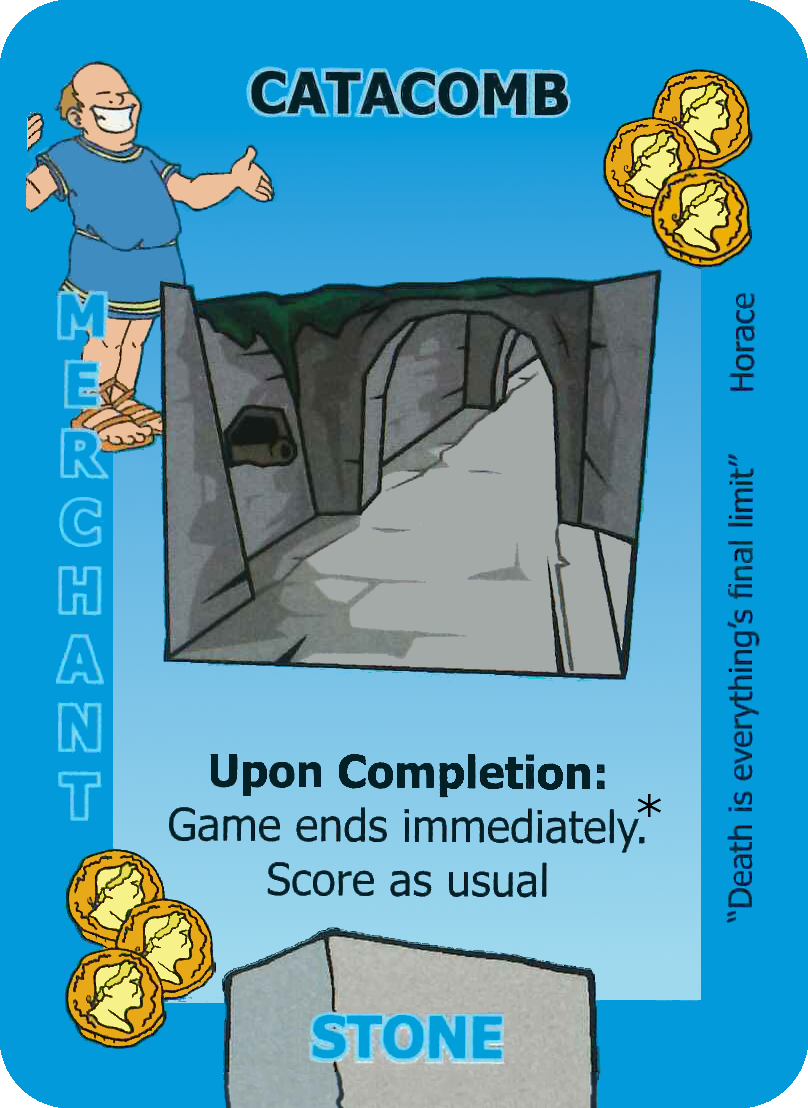 CATACOMB
MERCHANT
"Death is everything's final limit" Horace
Upon Completion:
Game ends immediately.*
Score as usual
STONE